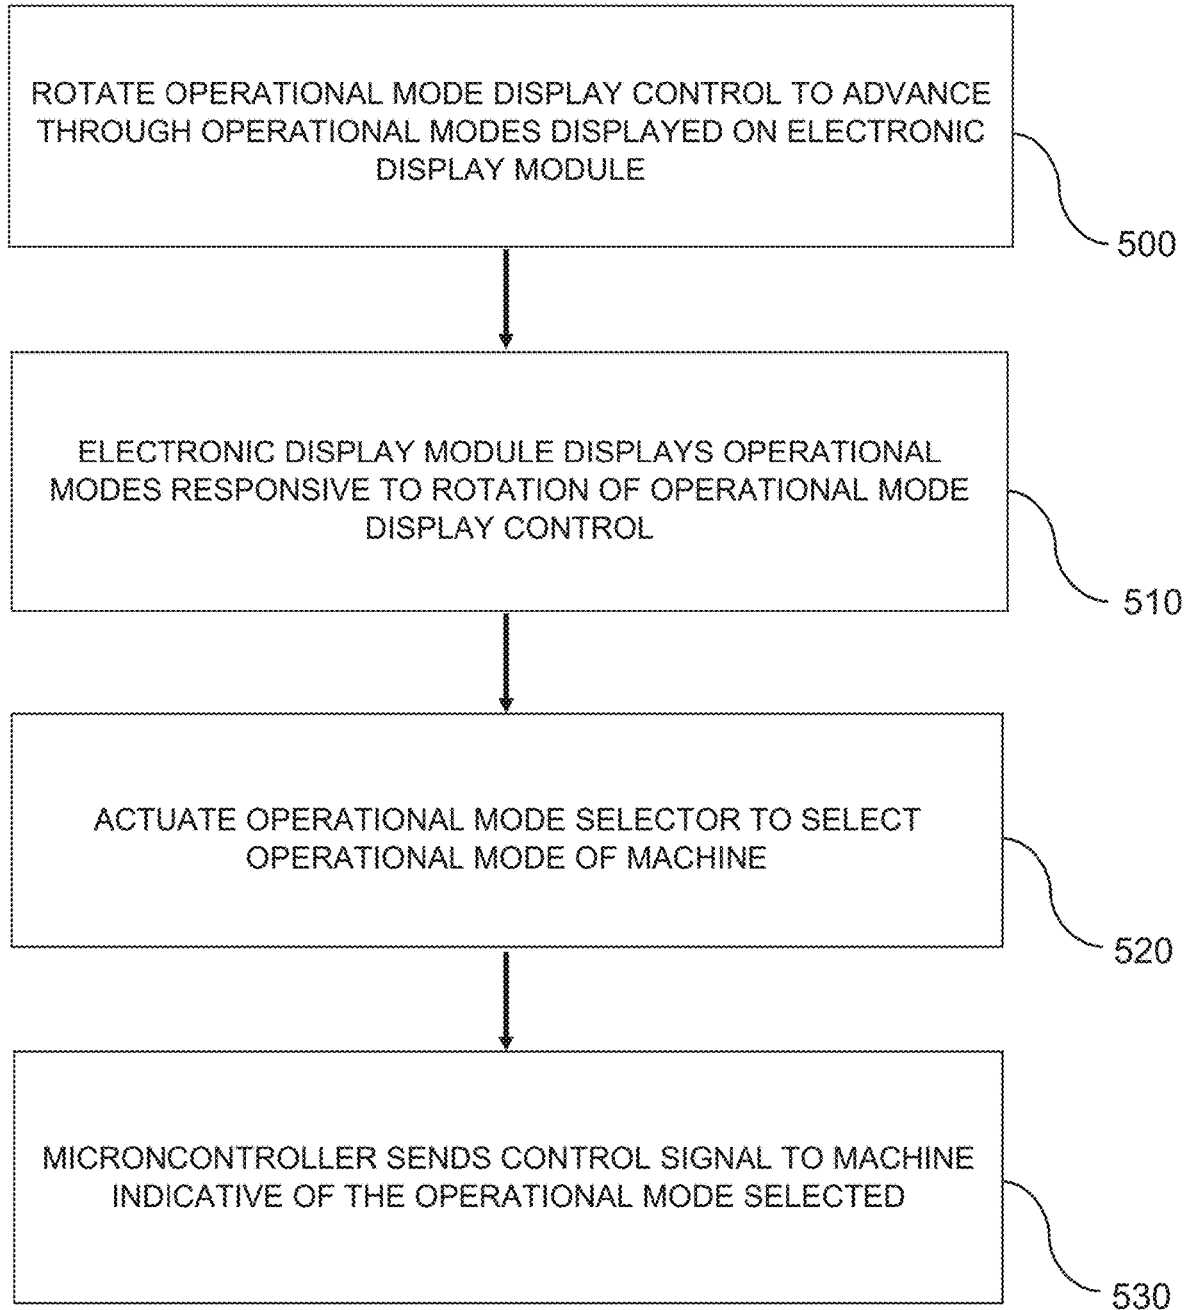 ROTATE OPERATIONAL MODE DISPLAY CONTROL TO ADVANCE
THROUGH OPERATIONAL MODES DISPLAYED ON ELECTRONIC
DISPLAY MODULE
500
ELECTRONIC DISPLAY MODULE DISPLAYS OPERATIONAL
MODES RESPONSIVE TO ROTATION OF OPERATIONAL MODE
DISPLAY CONTROL
510
ACTUATE OPERATIONAL MODE SELECTOR TO SELECT
OPERATIONAL MODE OF MACHINE
520
MICRONCONTROLLER SENDS CONTROL SIGNAL TO MACHINE
INDICATIVE OF THE OPERATIONAL MODE SELECTED
530